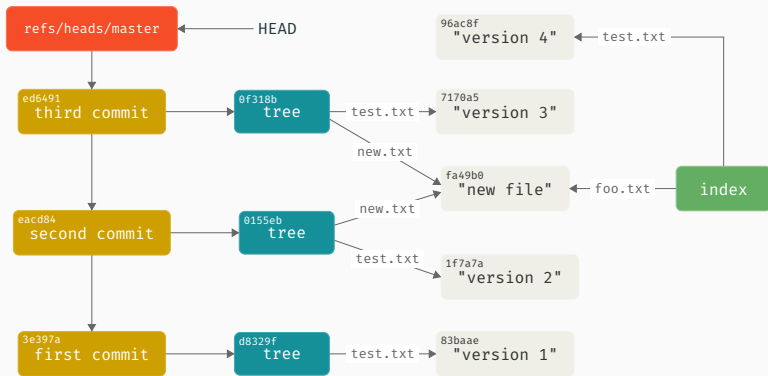 96ac8f
"version 4"
test.txt
refs/heads/master
HEAD
ed6491
third commit
0f318b
tree
test.txt
7170a5
"version 3"
new.txt
fa49b0
"new file"
foo.txt
index
eacd84
second commit
0155eb
tree
new.txt
test.txt
1f7a7a
"version 2"
3e397a
first commit
d8329f
tree
test.txt
83baae
"version 1"